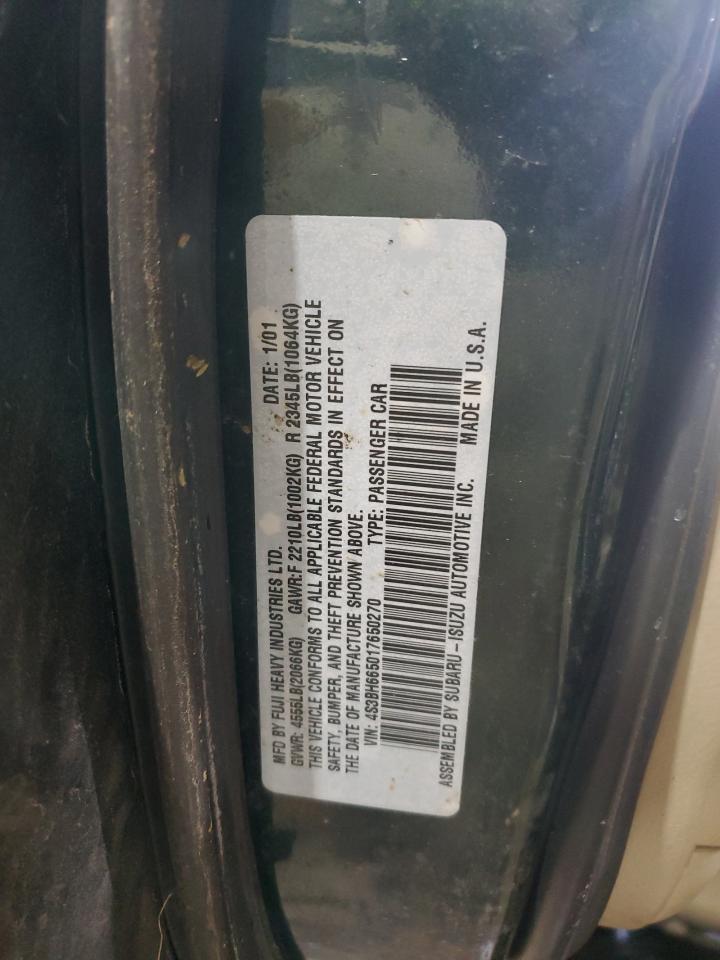 MFD BY FUJI HEAVY INDUSTRIES LTD. DATE: 1/01
GVWR: 4555LB(2066KG) GAWR:F 2210LB(1002KG) R 2345LB(1064KG)
THIS VEHICLE CONFORMS TO ALL APPLICABLE FEDERAL MOTOR VEHICLE
SAFETY, BUMPER, AND THEFT PREVENTION STANDARDS IN EFFECT ON
THE DATE OF MANUFACTURE SHOWN ABOVE.
VIN: 4S3BH665017650270 TYPE: PASSENGER CAR
ASSEMBLED BY SUBARU-ISUZU AUTOMOTIVE INC. MADE IN U.S.A.